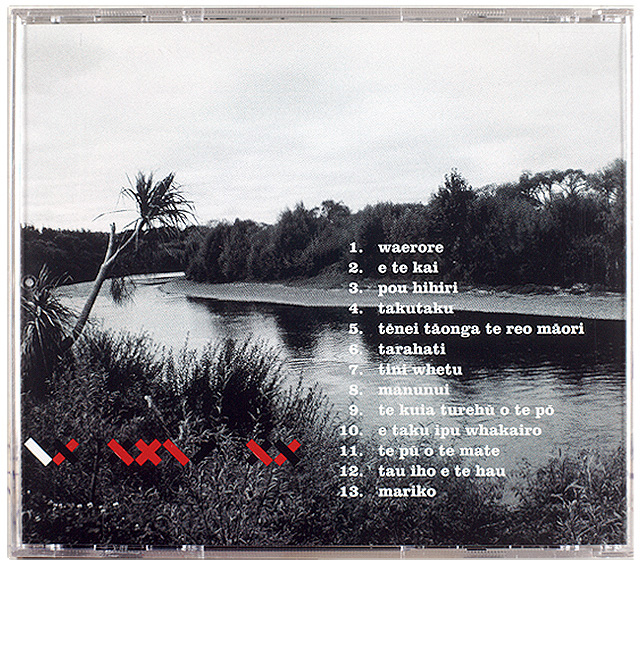 1. waerore
2. e te kai
3. pou hihiri
4. takutaku
5. tēnei tāonga te reo māori
6. tarahati
7. tini whetu
8. manunui
9. te kuia turehū o te pō
10. e taku ipu whakairo
11. te pū o te mate
12. tau iho e te hau
13. mariko